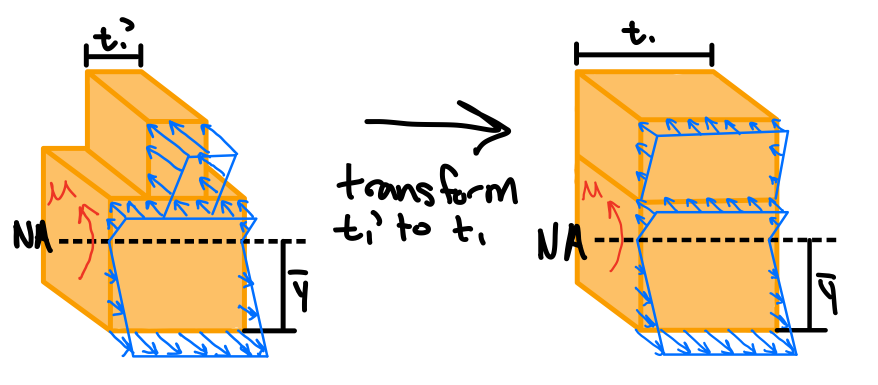 t₁'
t₁
M
M
transform
t₁' to t₁
NA
NA
y̅
y̅